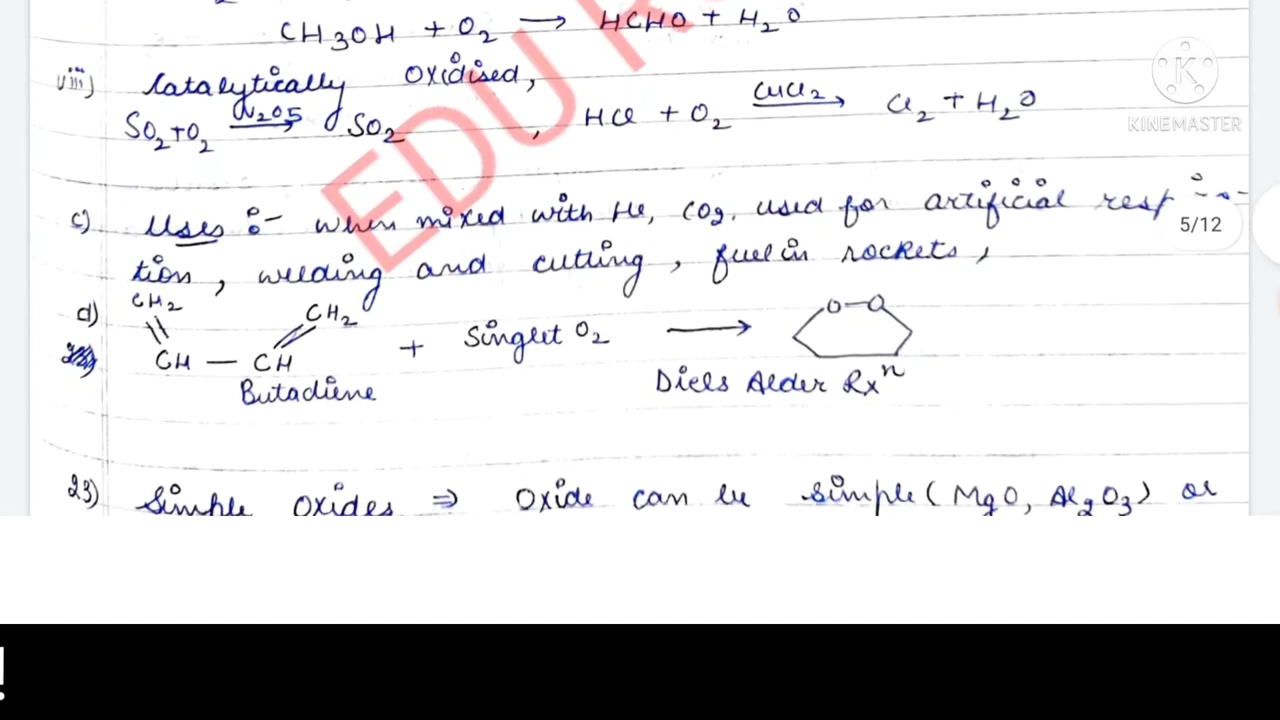 CH3OH + O2 → HCHO + H2O
viii) Catalytically Oxidised,
SO2+O2 V2O5→ SO2 , HCl + O2 CuCl2→ Cl2 + H2O
KINEMASTER
EDU
c) Uses :- when mixed with He, CO2. used for artificial resp
5/12
tion, welding and cutting, fuel in rockets,
d) CH2 CH2
CH — CH + Singlet O2 → O—O
Butadiene Diels Alder Rxn
23) Simple oxides ⇒ Oxide can be simple (MgO, Al2O3) or
!